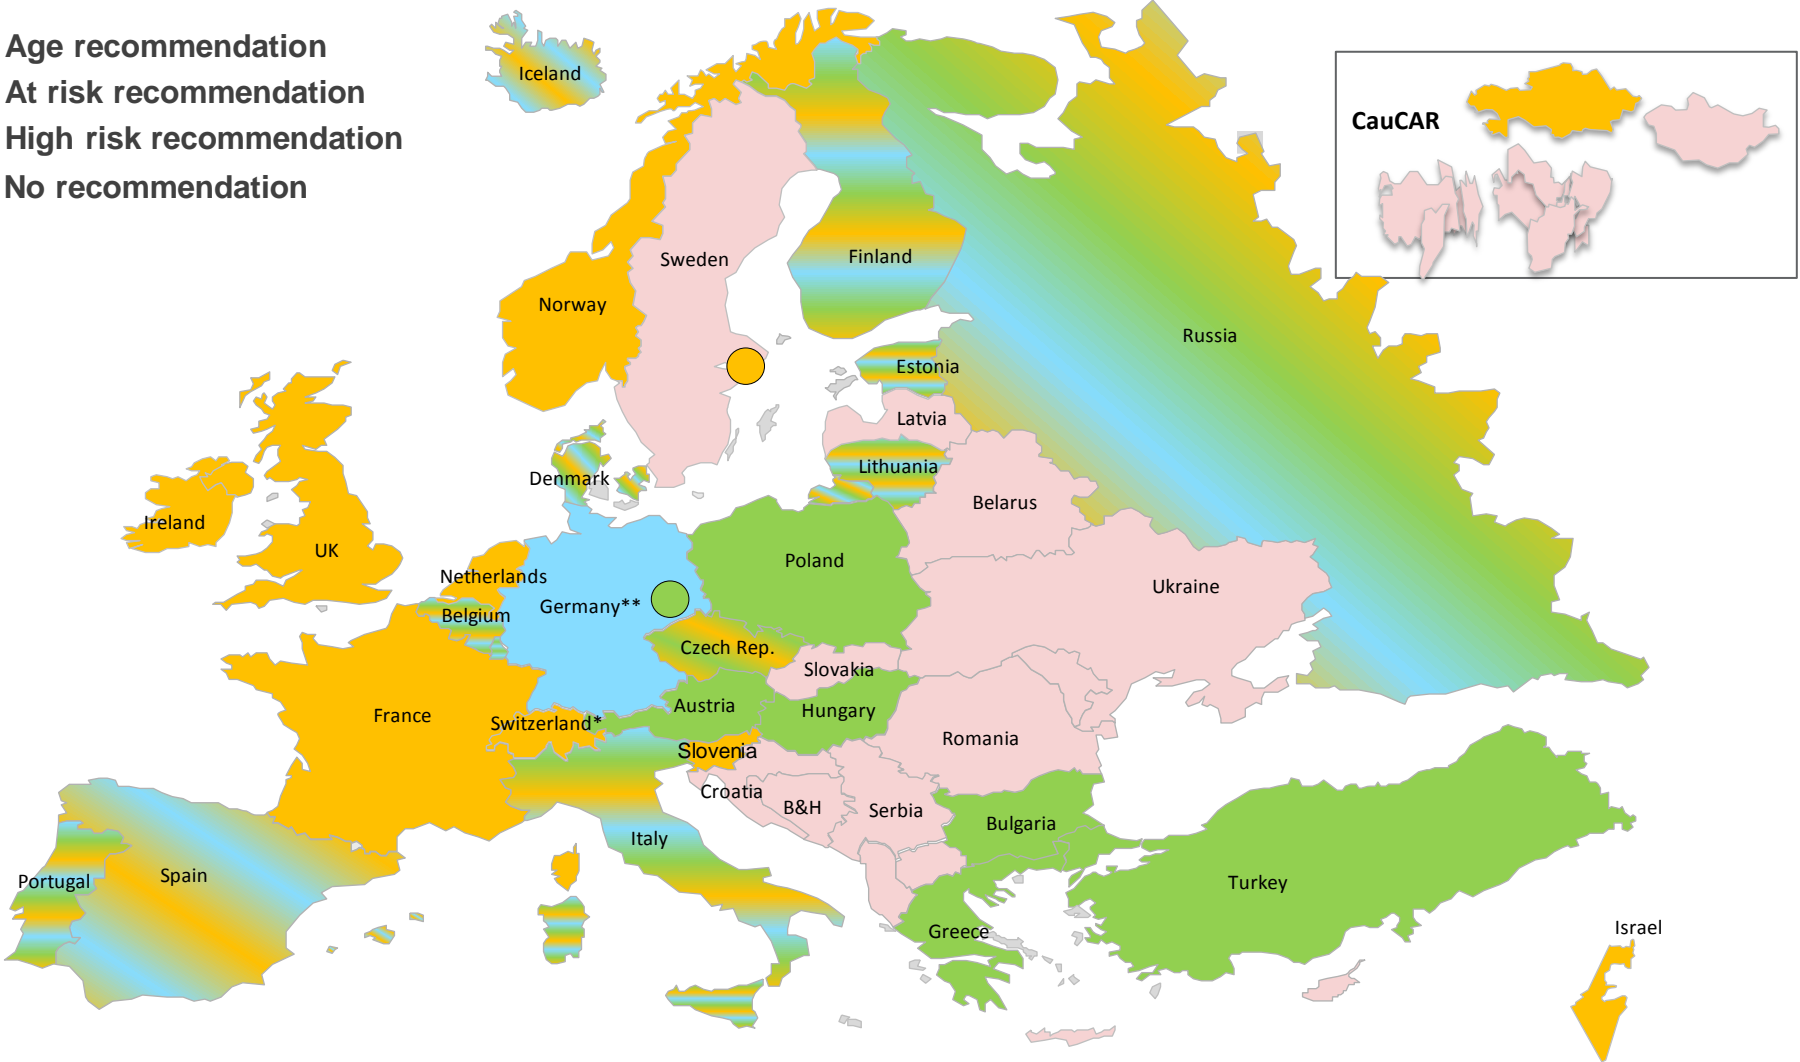 Age recommendation
At risk recommendation
High risk recommendation
No recommendation
Iceland
CauCAR
Sweden
Finland
Norway
Russia
Estonia
Latvia
Lithuania
Denmark
Belarus
Ireland
UK
Poland
Netherlands
Ukraine
Germany**
Belgium
Czech Rep.
Slovakia
Austria
Hungary
France
Switzerland*
Romania
Slovenia
Croatia
B&H
Serbia
Bulgaria
Italy
Portugal
Spain
Turkey
Greece
Israel